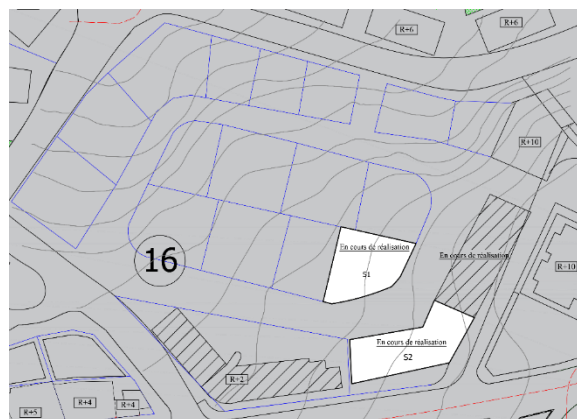 R+6
R+6
R+10
En cours de réalisation
En cours de réalisation
16
S1
R+10
En cours de réalisation
S2
R+2
R+4
R+4
R+5